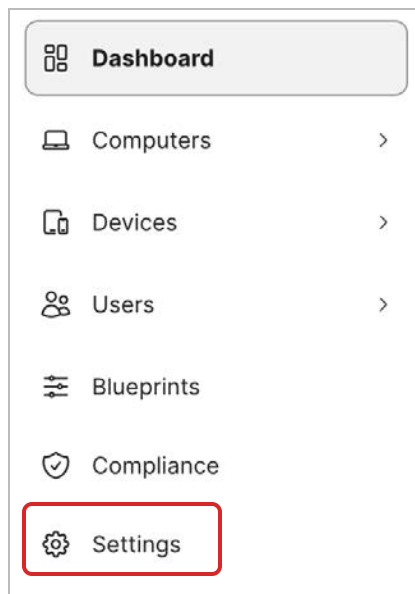 Dashboard
Computers
Devices
Users
Blueprints
Compliance
Settings